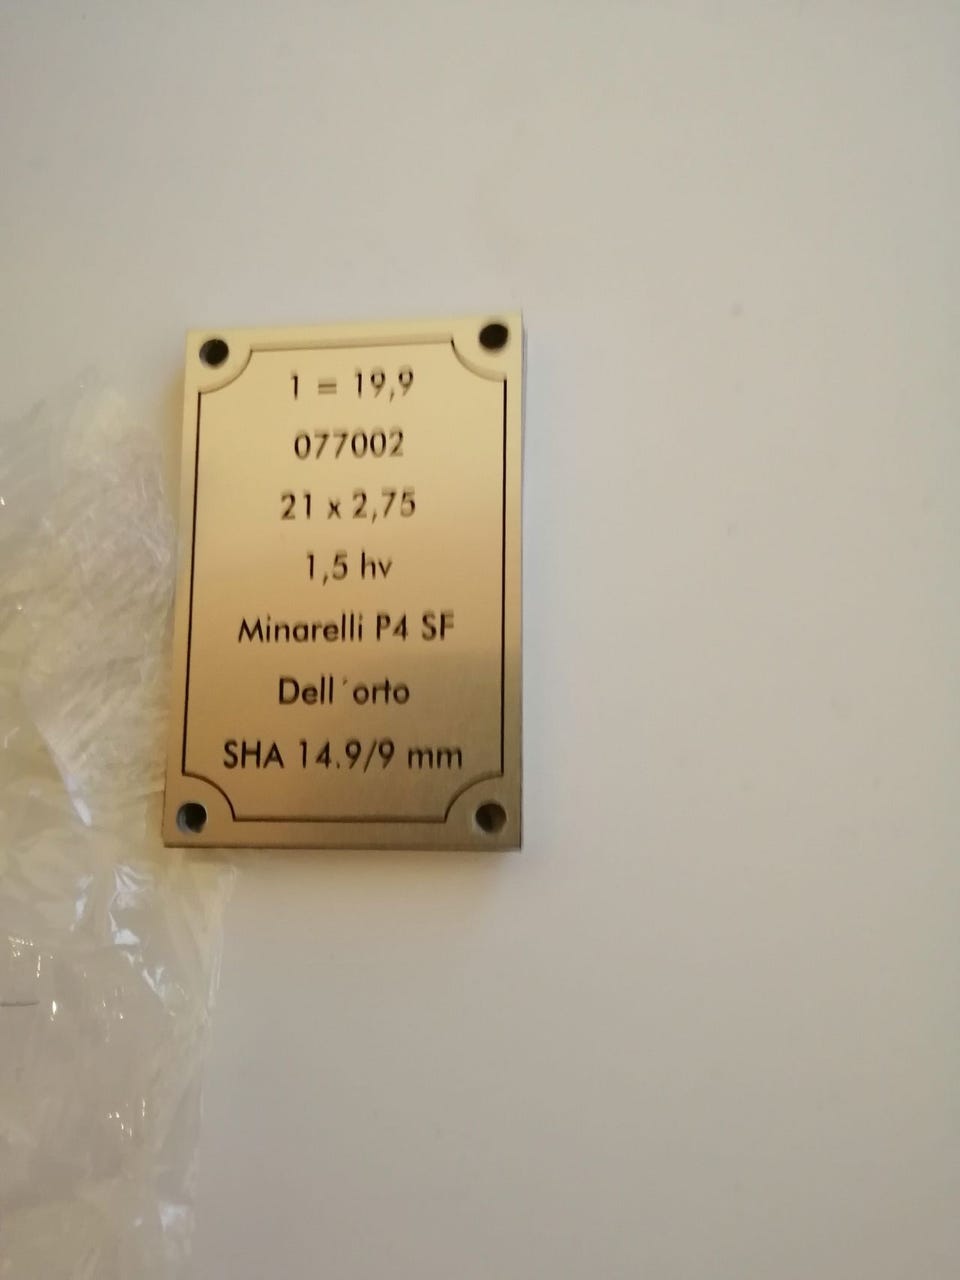 1 = 19,9
077002
21 x 2,75
1,5 hv
Minarelli P4 SF
Dell´orto
SHA 14.9/9 mm